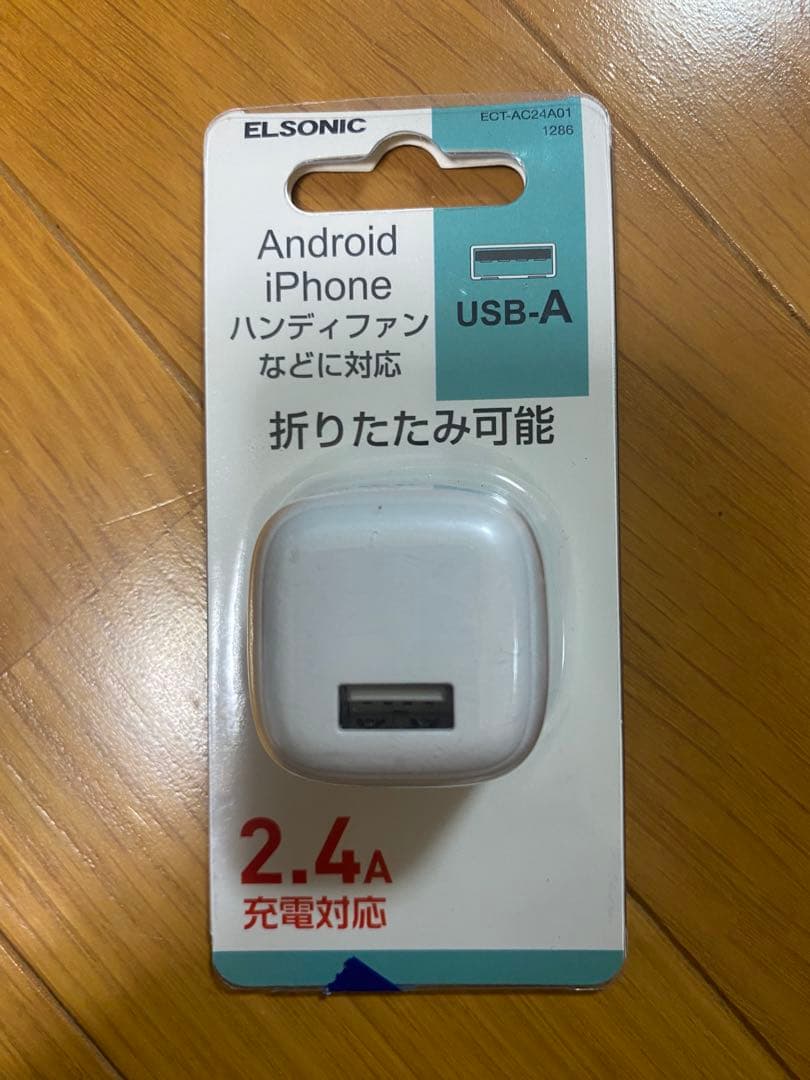 ELSONIC
ECT-AC24A01
1286
Android
iPhone
ハンディファン
などに対応
USB-A
折りたたみ可能
2.4A
充電対応